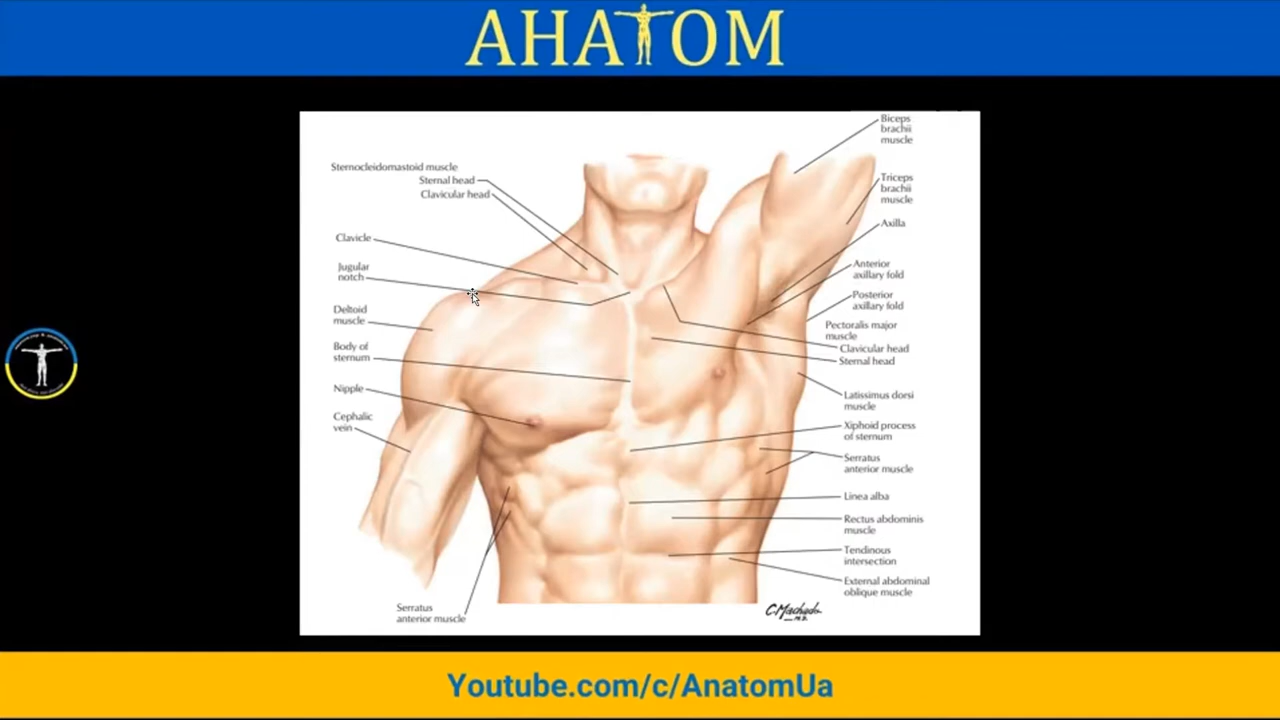 АНАТОМ
Sternocleidomastoid muscle
Sternal head
Clavicular head
Clavicle
Jugular
notch
Deltoid
muscle
Body of
sternum
Nipple
Cephalic
vein
Serratus
anterior muscle
Biceps
brachii
muscle
Triceps
brachii
muscle
Axilla
Anterior
axillary fold
Posterior
axillary fold
Pectoralis major
muscle
Clavicular head
Sternal head
Latissimus dorsi
muscle
Xiphoid process
of sternum
Serratus
anterior muscle
Linea alba
Rectus abdominis
muscle
Tendinous
intersection
External abdominal
oblique muscle
C.Machado
M.D.
Youtube.com/c/AnatomUa